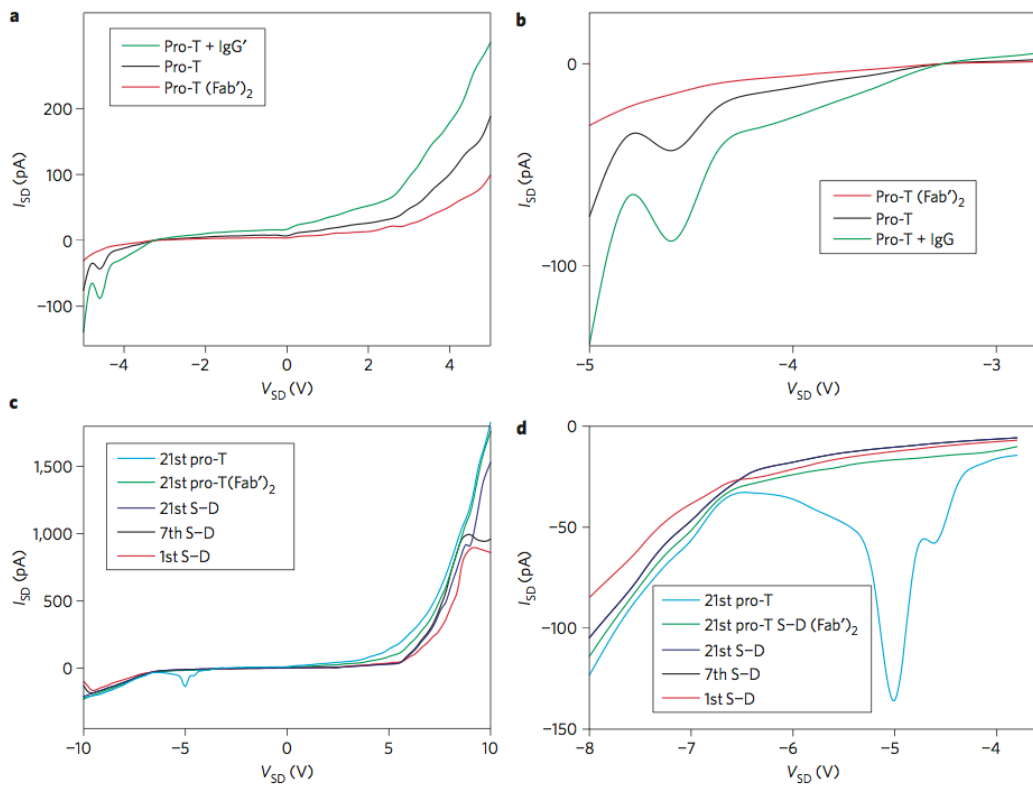 a
I_SD (pA)
200
100
0
−100
Pro-T + IgG′
Pro-T
Pro-T (Fab′)₂
−4
−2
0
2
4
V_SD (V)
b
I_SD (pA)
0
−100
Pro-T (Fab′)₂
Pro-T
Pro-T + IgG
−5
−4
−3
V_SD (V)
c
I_SD (pA)
1,500
1,000
500
0
21st pro-T
21st pro-T(Fab′)₂
21st S−D
7th S−D
1st S−D
−10
−5
0
5
10
V_SD (V)
d
I_SD (pA)
0
−50
−100
−150
21st pro-T
21st pro-T S−D (Fab′)₂
21st S−D
7th S−D
1st S−D
−8
−7
−6
−5
−4
V_SD (V)